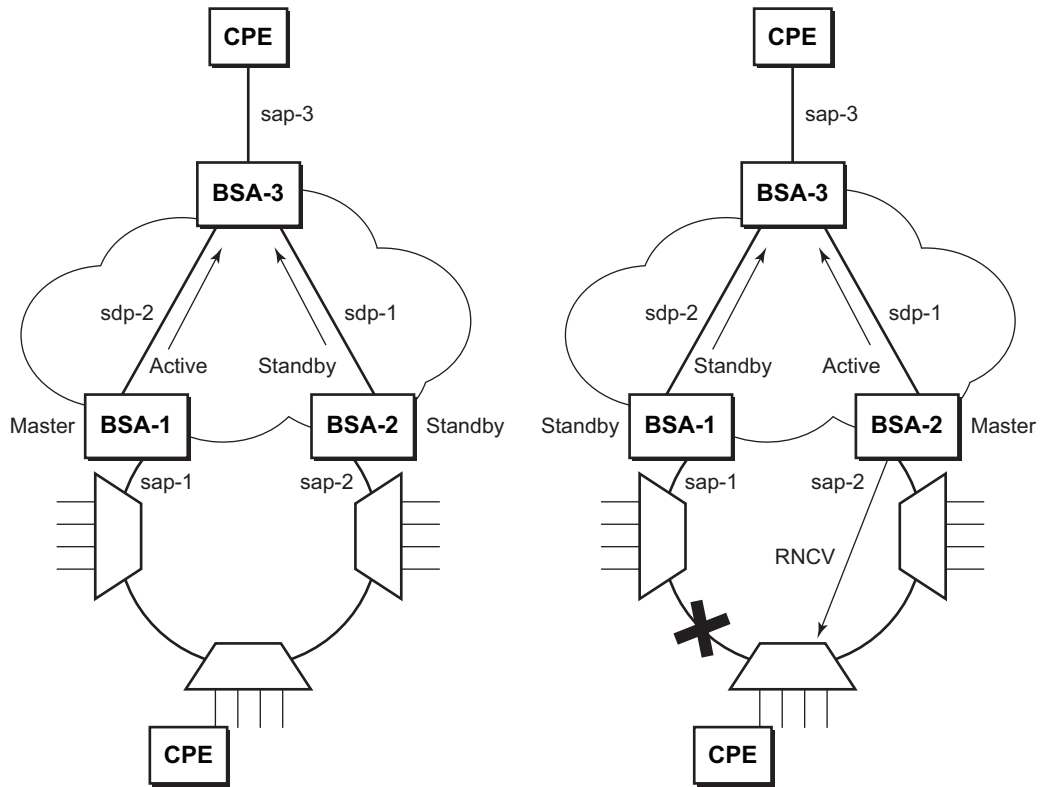 CPE
sap-3
BSA-3
sdp-2
sdp-1
Active
Standby
Master
BSA-1
BSA-2
Standby
sap-1
sap-2
CPE
CPE
sap-3
BSA-3
sdp-2
sdp-1
Standby
Active
Standby
BSA-1
BSA-2
Master
sap-1
sap-2
RNCV
CPE